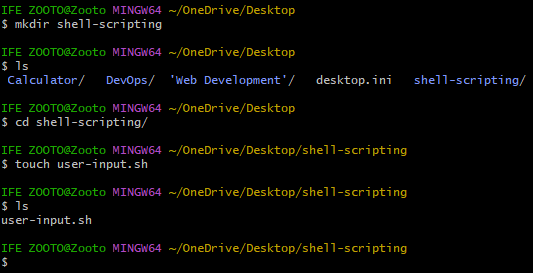 IFE ZOOTO@Zooto MINGW64 ~/OneDrive/Desktop
$ mkdir shell-scripting
IFE ZOOTO@Zooto MINGW64 ~/OneDrive/Desktop
$ ls
Calculator/   DevOps/  'Web Development'/   desktop.ini   shell-scripting/
IFE ZOOTO@Zooto MINGW64 ~/OneDrive/Desktop
$ cd shell-scripting/
IFE ZOOTO@Zooto MINGW64 ~/OneDrive/Desktop/shell-scripting
$ touch user-input.sh
IFE ZOOTO@Zooto MINGW64 ~/OneDrive/Desktop/shell-scripting
$ ls
user-input.sh
IFE ZOOTO@Zooto MINGW64 ~/OneDrive/Desktop/shell-scripting
$